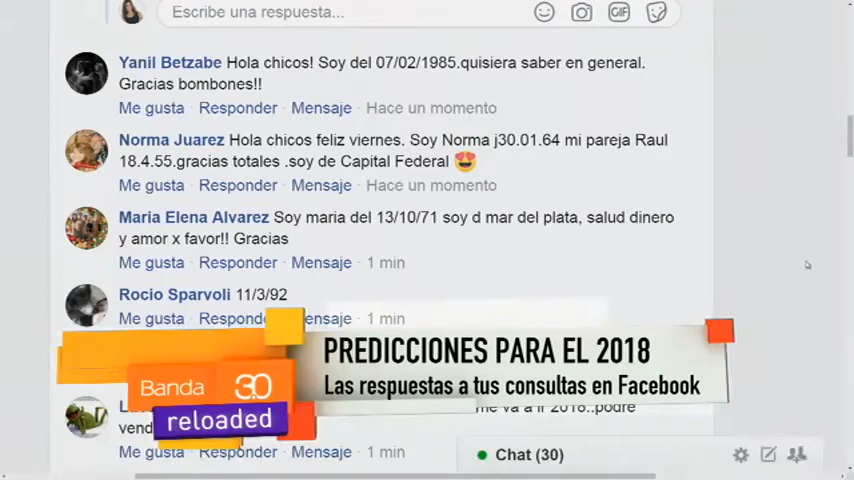 Escribe una respuesta...
GIF
Yanil Betzabe Hola chicos! Soy del 07/02/1985.quisiera saber en general.
Gracias bombones!!
Me gusta · Responder · Mensaje · Hace un momento
Norma Juarez Hola chicos feliz viernes. Soy Norma j30.01.64 mi pareja Raul
18.4.55.gracias totales .soy de Capital Federal 😍
Me gusta · Responder · Mensaje · Hace un momento
Maria Elena Alvarez Soy maria del 13/10/71 soy d mar del plata, salud dinero
y amor x favor!! Gracias
Me gusta · Responder · Mensaje · 1 min
Rocio Sparvoli 11/3/92
Me gusta · 1 min
PREDICCIONES PARA EL 2018
Las respuestas a tus consultas en Facebook
Banda 3.0
reloaded
me va a ir 2018..podre
Me gusta · Responder · Mensaje · 1 min
Chat (30)